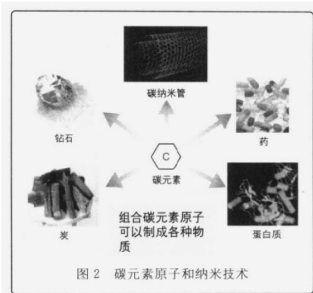 碳纳米管
钻石
药
C
碳元素
炭
组合碳元素原子
可以制成各种物
质
蛋白质
图 2 碳元素原子和纳米技术